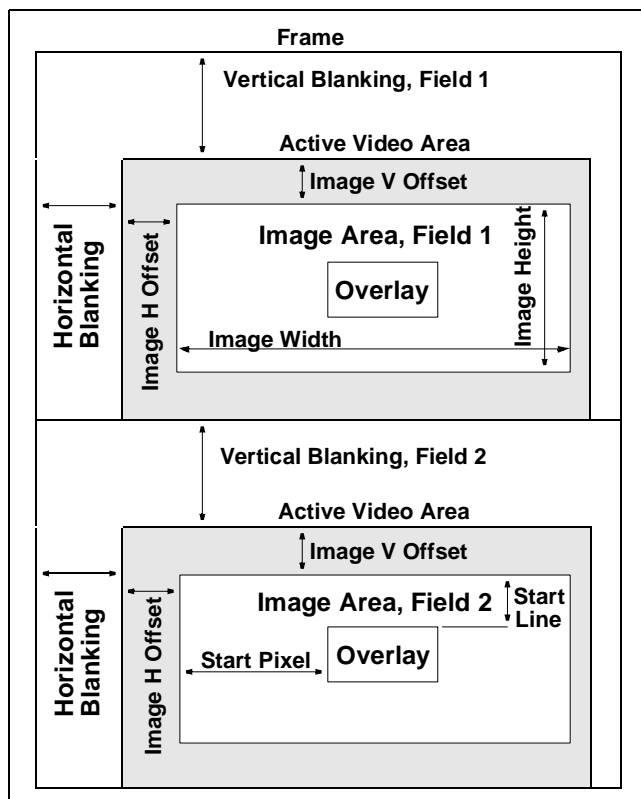 Frame
Vertical Blanking, Field 1
Active Video Area
Image V Offset
Horizontal
Blanking
Image H Offset
Image Area, Field 1
Image Height
Overlay
Image Width
Vertical Blanking, Field 2
Active Video Area
Image V Offset
Horizontal
Blanking
Image H Offset
Image Area, Field 2
Start
Line
Start Pixel
Overlay